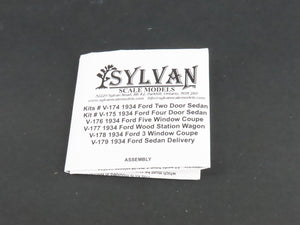 SYLVAN
SCALE MODELS
Kits # V-174 1934 Ford Two Door Sedan
Kit # V-175 1934 Ford Four Door Sedan
V-176 1934 Ford Five Window Coupe
V-177 1934 Ford Wood Station Wagon
V-178 1934 Ford 3 Window Coupe
V-179 1934 Ford Sedan Delivery
ASSEMBLY